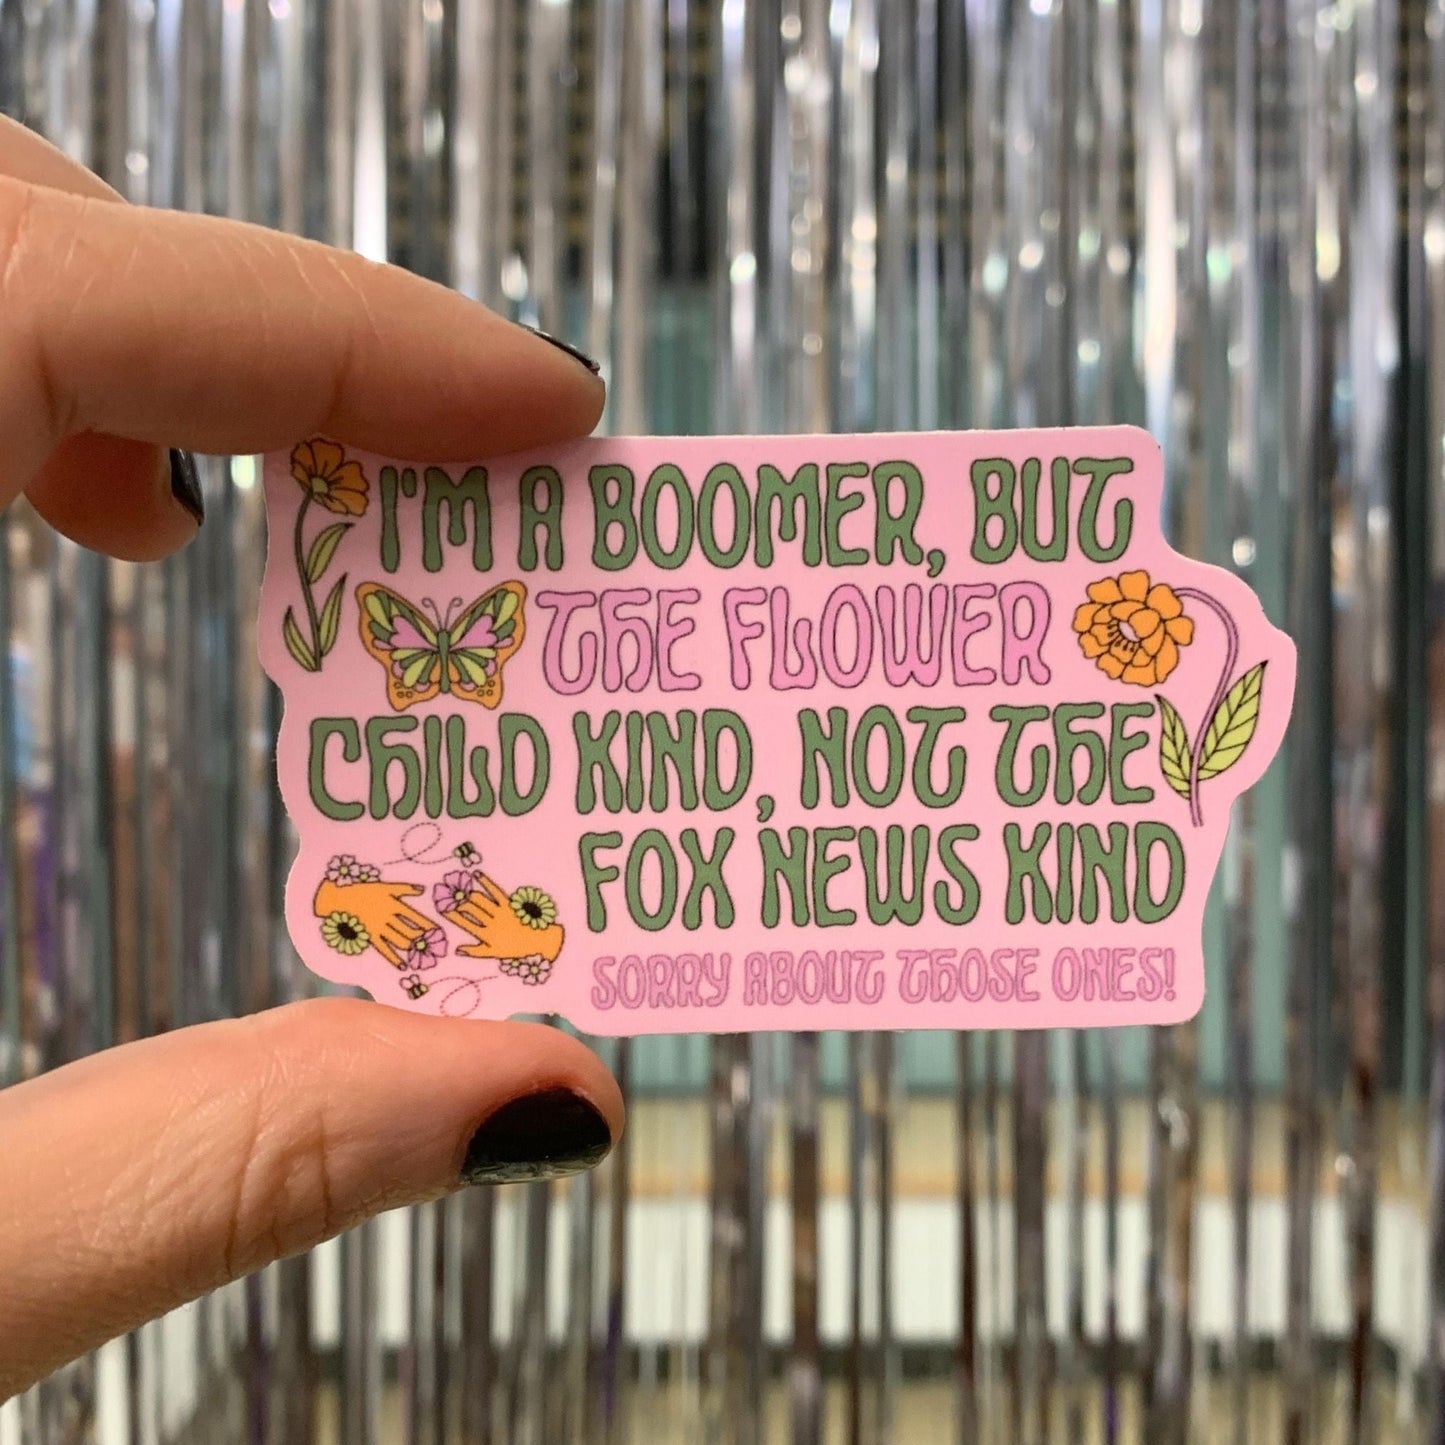 I'M A BOOMER, BUT
THE FLOWER
CHILD KIND, NOT THE
FOX NEWS KIND
SORRY ABOUT THOSE ONES!